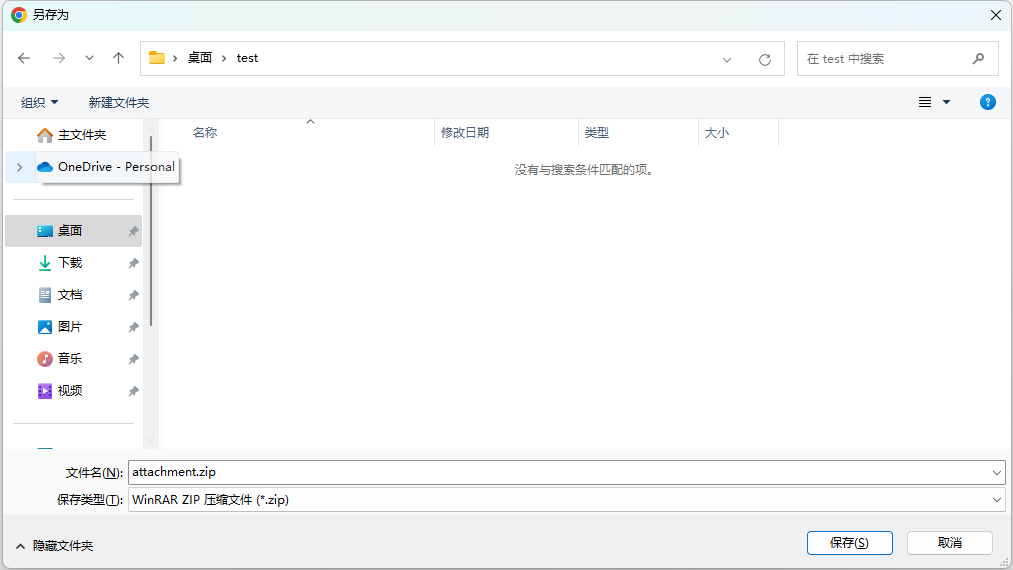 另存为
桌面 › test
在 test 中搜索
组织 新建文件夹
名称 修改日期 类型 大小
没有与搜索条件匹配的项。
主文件夹
OneDrive - Personal
桌面
下载
文档
图片
音乐
视频
文件名(N): attachment.zip
保存类型(T): WinRAR ZIP 压缩文件 (*.zip)
隐藏文件夹
保存(S) 取消